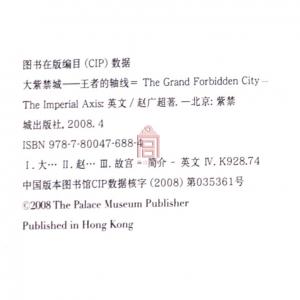 图书在版编目(CIP)数据
大紫禁城——王者的轴线= The Grand Forbidden City—
The Imperial Axis: 英文/赵广超著. —北京: 紫禁
城出版社, 2008. 4
ISBN 978-7-80047-688-4
Ⅰ. 大… Ⅱ. 赵… Ⅲ. 故宫 - 简介 - 英文 Ⅳ. K928.74
中国版本图书馆CIP数据核字(2008)第035361号
©2008 The Palace Museum Publisher
Published in Hong Kong